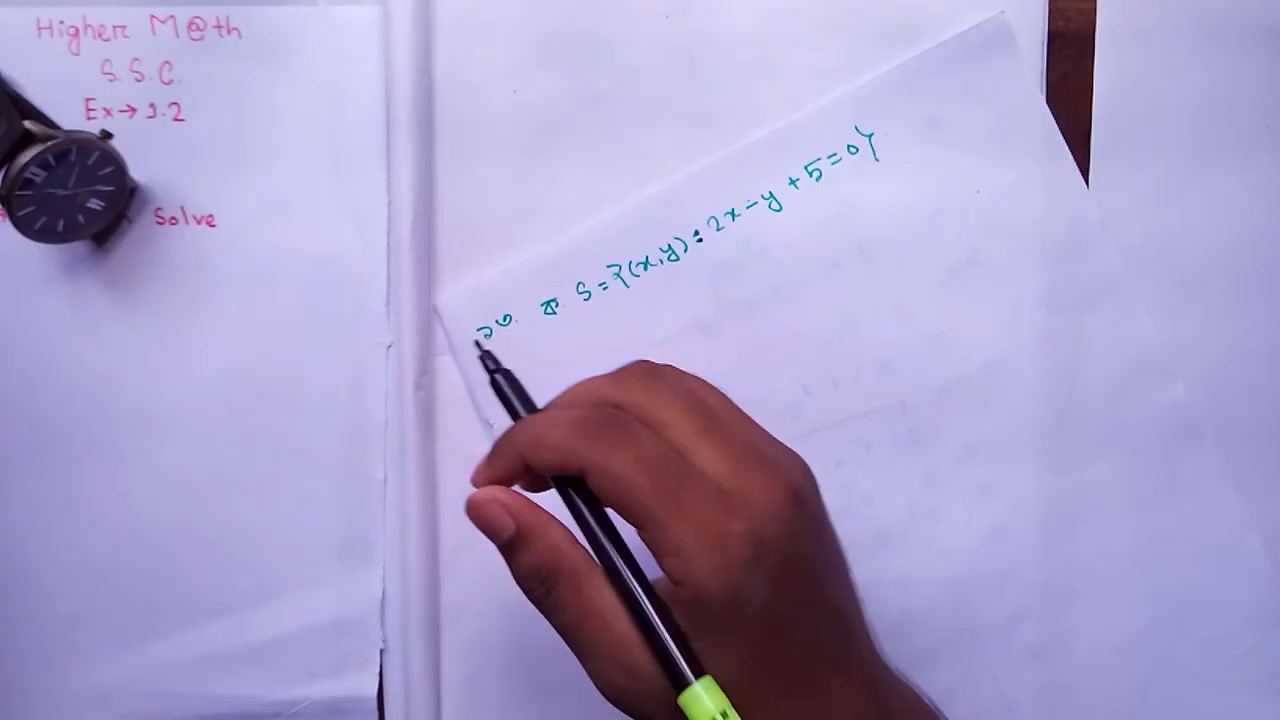 Higher M@th
S.S.C.
Ex→1.2
Solve
১৩. ক. S={(x,y):2x-y+5=0}